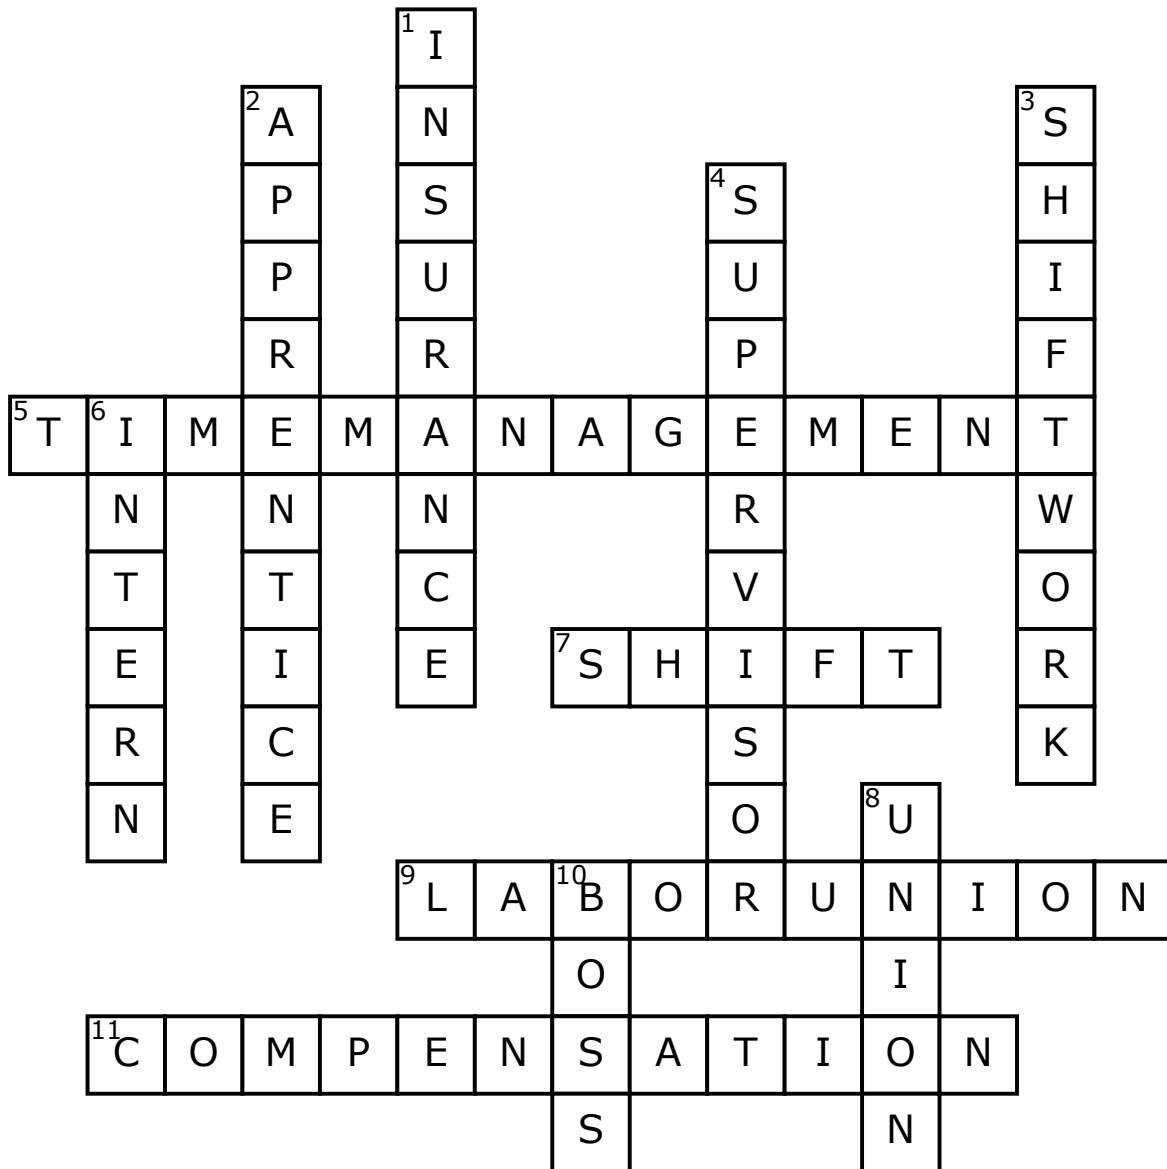 1 I
2 A N 3 S
P S 4 S H
P U U I
R R P F
5 T 6 I M E M A N A G E M E N T
N N N R W
T T C V O
E I E 7 S H I F T R
R C S K
N E O 8 U
9 L A 10 B O R U N I O N
O I
11 C O M P E N S A T I O N
S N